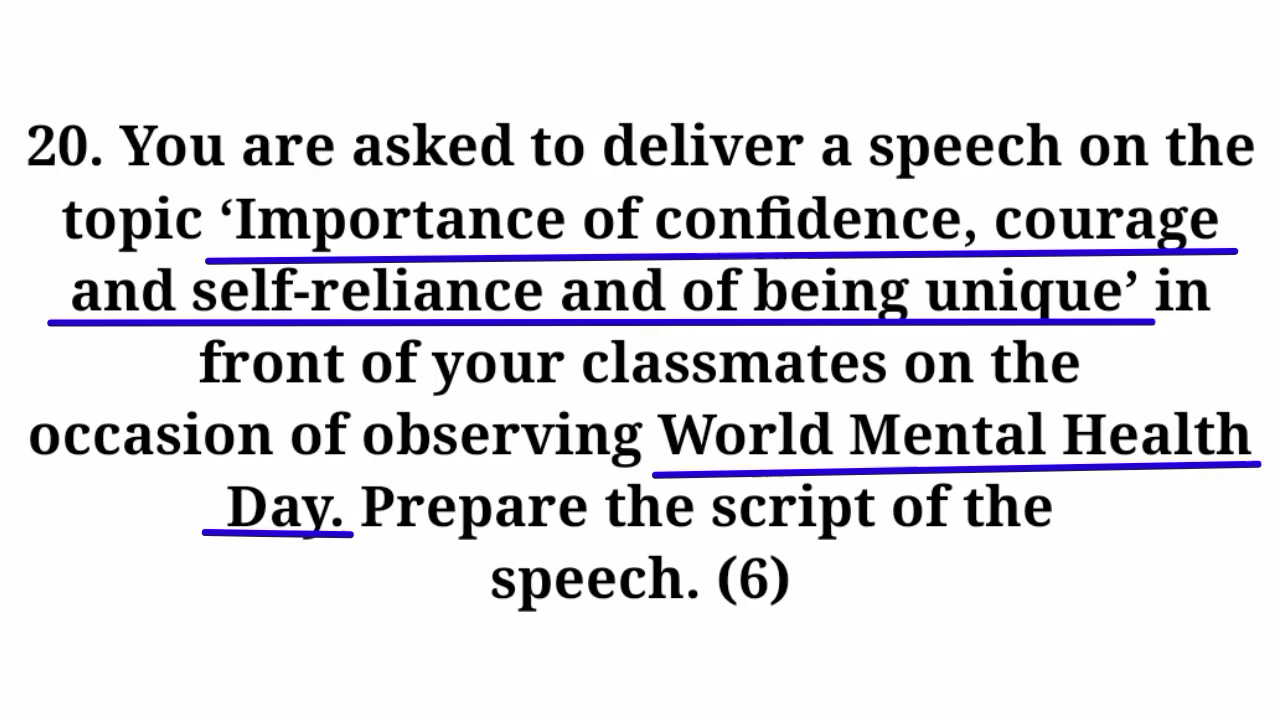 20. You are asked to deliver a speech on the
topic ‘Importance of confidence, courage
and self-reliance and of being unique’ in
front of your classmates on the
occasion of observing World Mental Health
Day. Prepare the script of the
speech. (6)